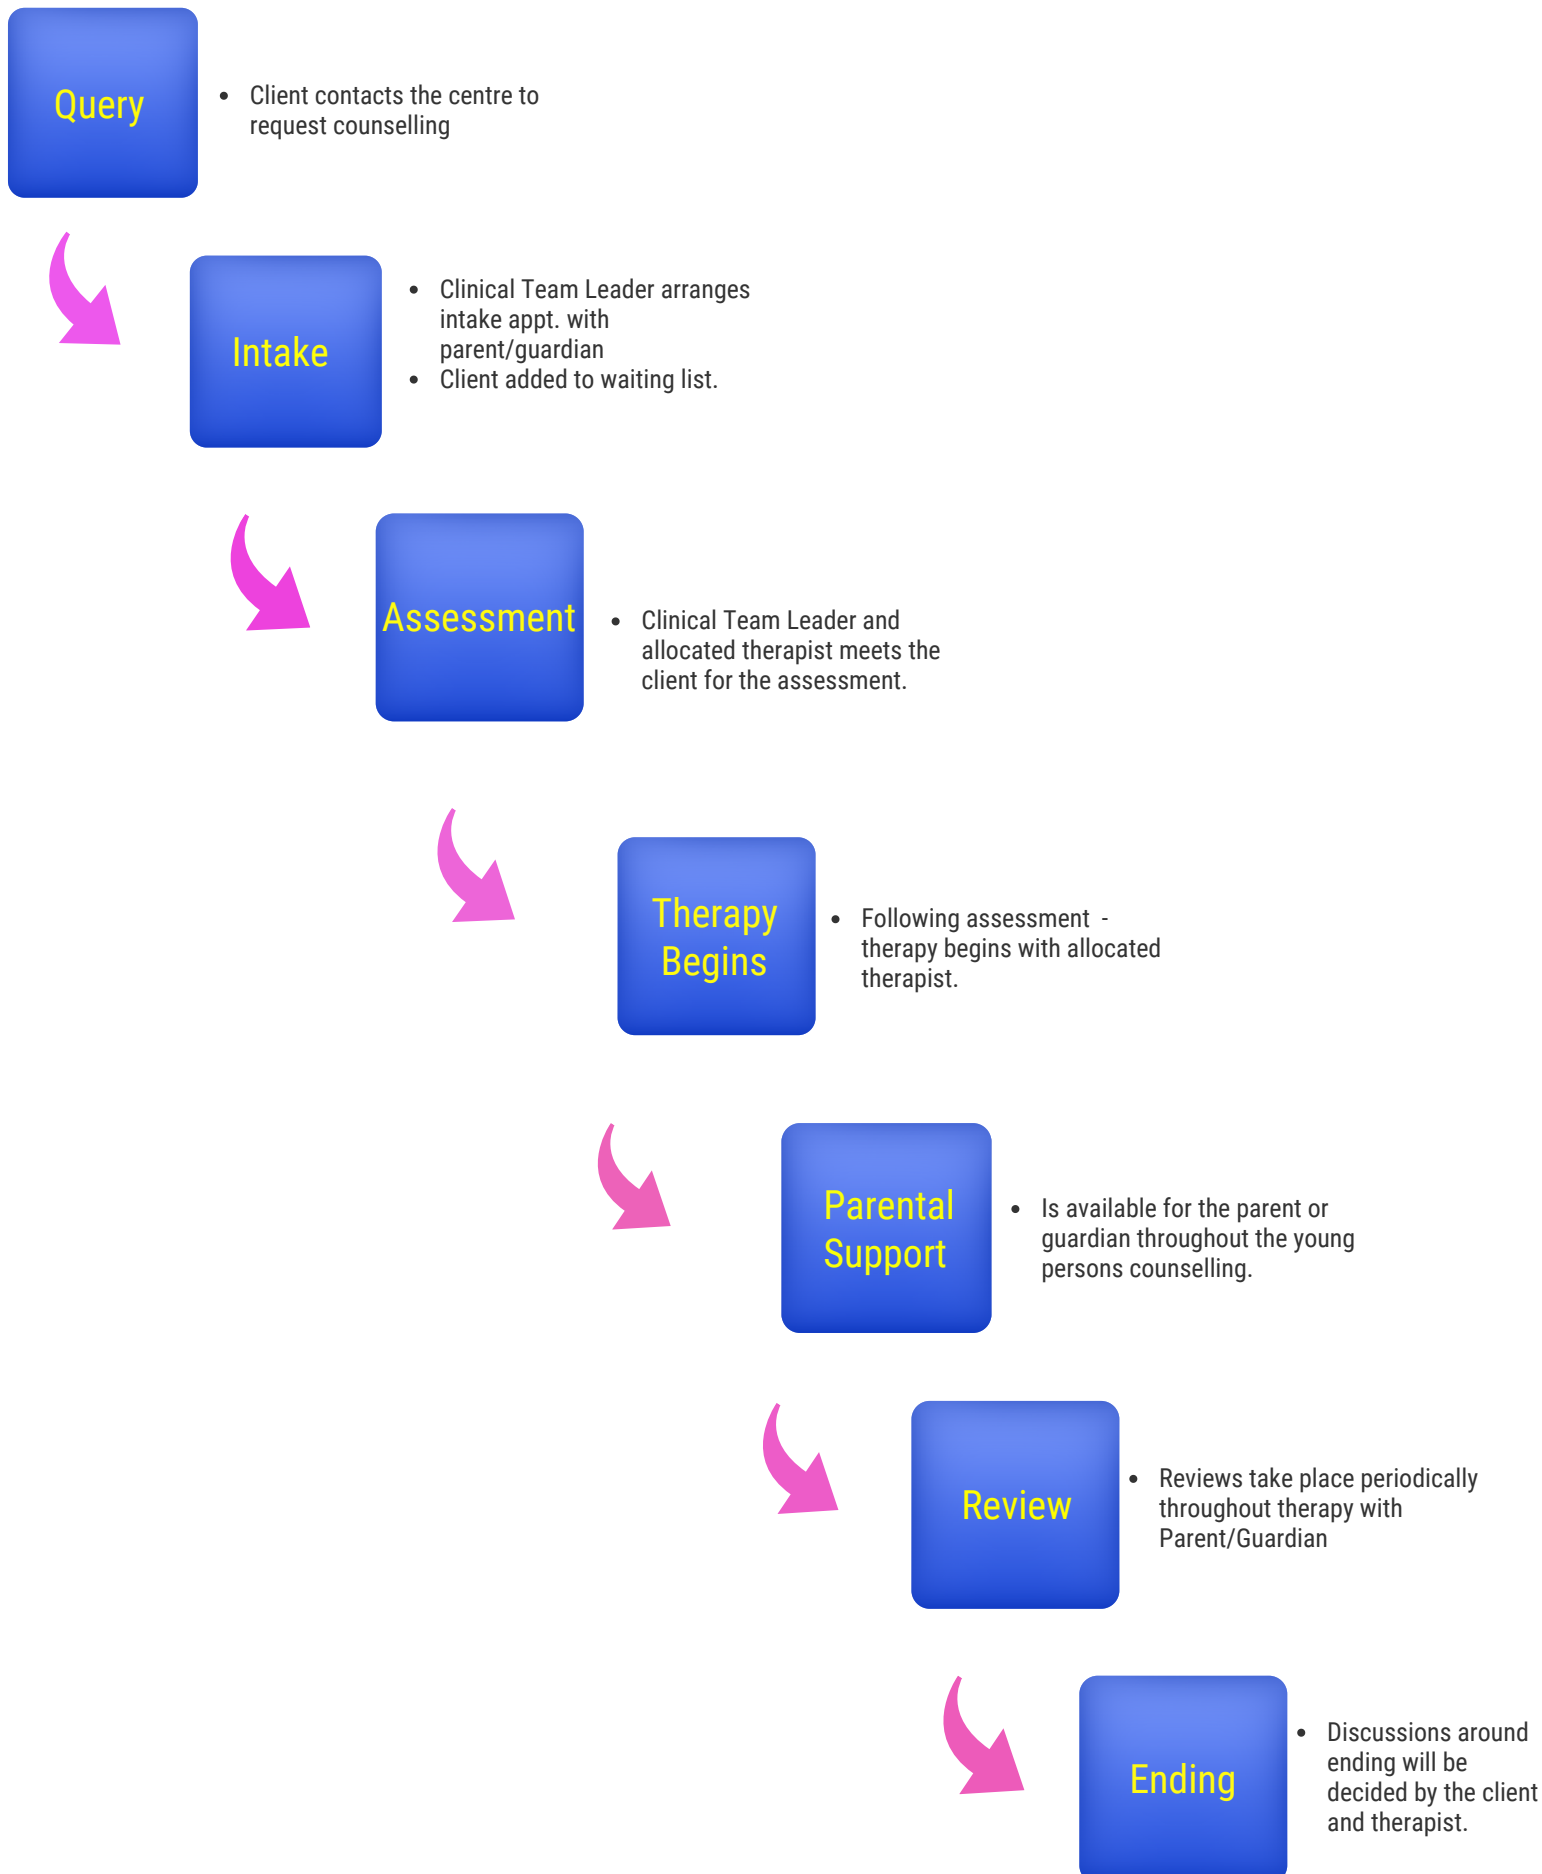 Query
• Client contacts the centre to
request counselling
Intake
• Clinical Team Leader arranges
intake appt. with
parent/guardian
• Client added to waiting list.
Assessment
• Clinical Team Leader and
allocated therapist meets the
client for the assessment.
Therapy
Begins
• Following assessment -
therapy begins with allocated
therapist.
Parental
Support
• Is available for the parent or
guardian throughout the young
persons counselling.
Review
• Reviews take place periodically
throughout therapy with
Parent/Guardian
Ending
• Discussions around
ending will be
decided by the client
and therapist.